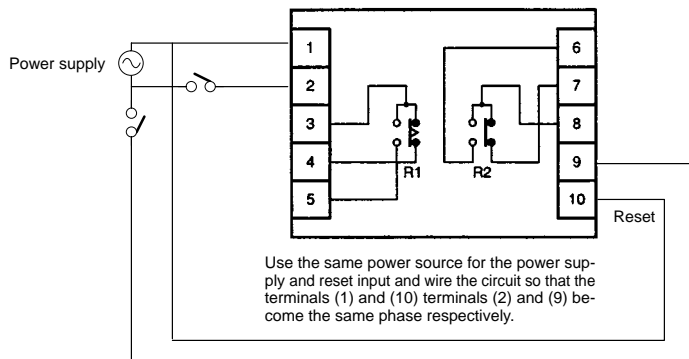 Power supply
1
2
3
4
5
R1
R2
6
7
8
9
10
Reset
Use the same power source for the power sup-
ply and reset input and wire the circuit so that the
terminals (1) and (10) terminals (2) and (9) be-
come the same phase respectively.